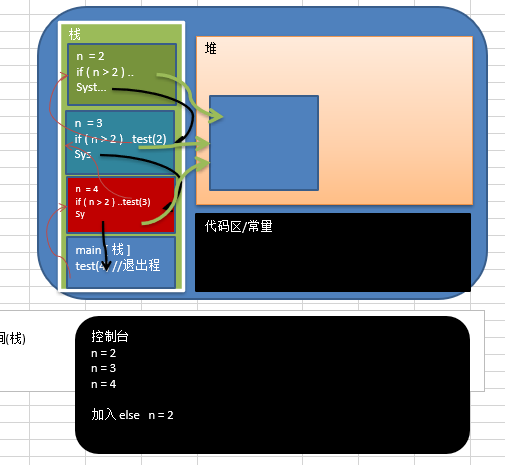 栈
n = 2
if ( n > 2 ) ..
Syst...
n = 3
if ( n > 2 ) ..test(2)
Sys
n = 4
if ( n > 2 ) ..test(3)
Sy
main [ 栈 ]
test(4) //退出程
堆
代码区/常量
(栈)
控制台
n = 2
n = 3
n = 4
加入 else n = 2